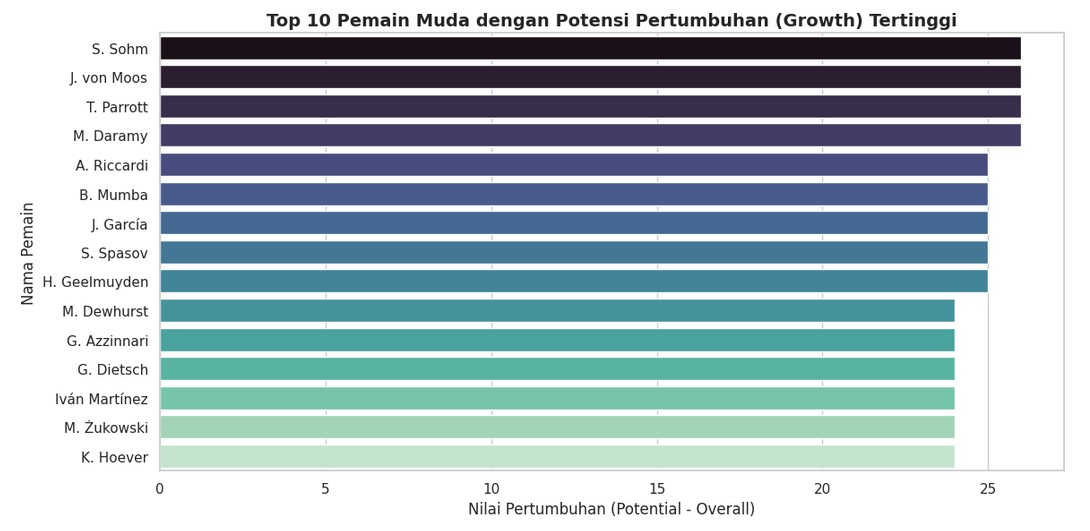 Top 10 Pemain Muda dengan Potensi Pertumbuhan (Growth) Tertinggi
Nama Pemain
S. Sohm
J. von Moos
T. Parrott
M. Daramy
A. Riccardi
B. Mumba
J. García
S. Spasov
H. Geelmuyden
M. Dewhurst
G. Azzinnari
G. Dietsch
Iván Martínez
M. Żukowski
K. Hoever
0 5 10 15 20 25
Nilai Pertumbuhan (Potential - Overall)